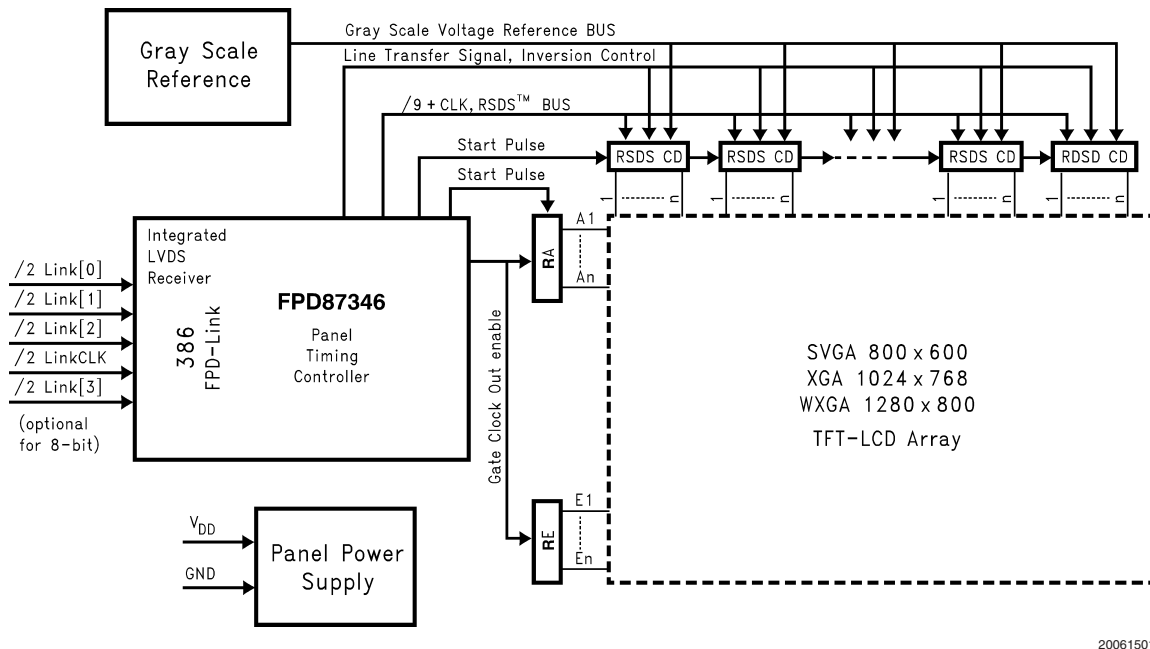 Gray Scale
Reference
Gray Scale Voltage Reference BUS
Line Transfer Signal, Inversion Control
/9 + CLK, RSDS™ BUS
Start Pulse
Start Pulse
RSDS CD
RSDS CD
RSDS CD
RDSD CD
1 n
1 n
1 n
1 n
Integrated
LVDS
Receiver
386
FPD-Link
FPD87346
Panel
Timing
Controller
/2 Link[0]
/2 Link[1]
/2 Link[2]
/2 LinkCLK
/2 Link[3]
(optional
for 8-bit)
Gate Clock Out enable
RA
A1
An
RE
E1
En
SVGA 800 x 600
XGA 1024 x 768
WXGA 1280 x 800
TFT-LCD Array
VDD
GND
Panel Power
Supply
20061501